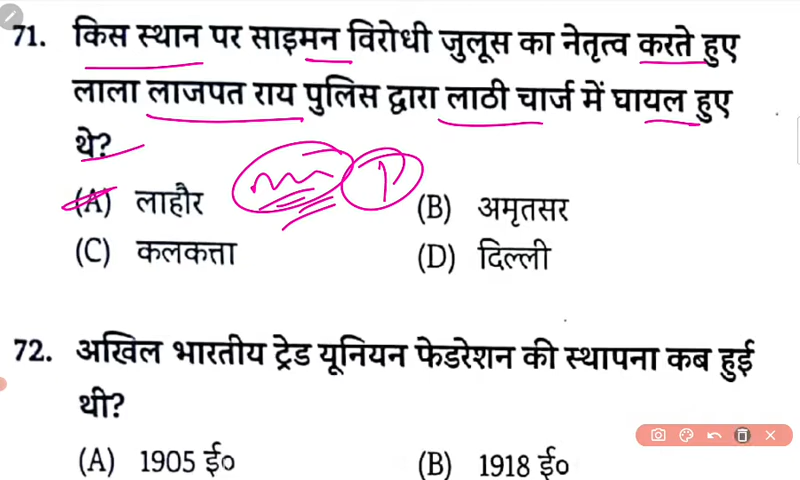 71. किस स्थान पर साइमन विरोधी जुलूस का नेतृत्व करते हुए
लाला लाजपत राय पुलिस द्वारा लाठी चार्ज में घायल हुए
थे?
(A) लाहौर (B) अमृतसर
(C) कलकत्ता (D) दिल्ली
72. अखिल भारतीय ट्रेड यूनियन फेडरेशन की स्थापना कब हुई
थी?
(A) 1905 ई० (B) 1918 ई०